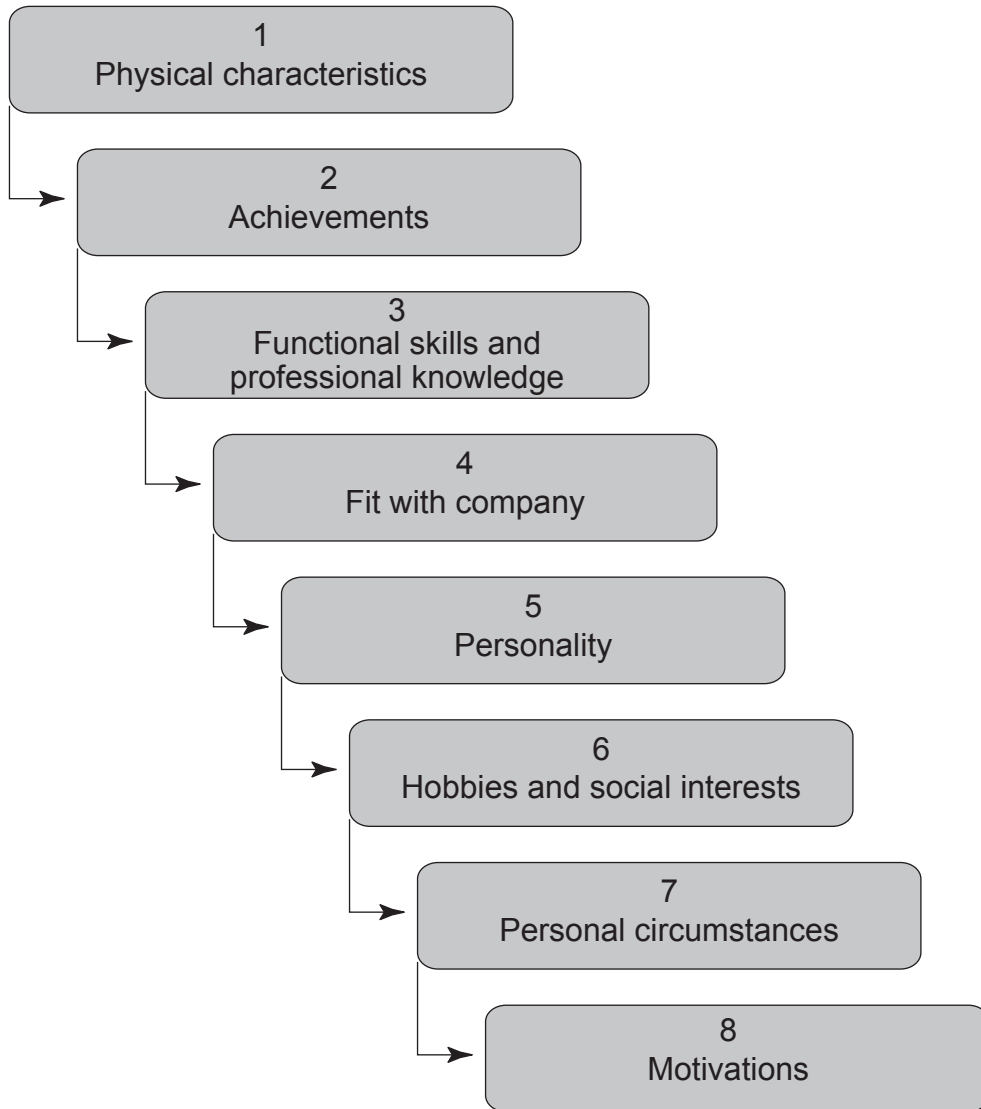 1
Physical characteristics
2
Achievements
3
Functional skills and
professional knowledge
4
Fit with company
5
Personality
6
Hobbies and social interests
7
Personal circumstances
8
Motivations